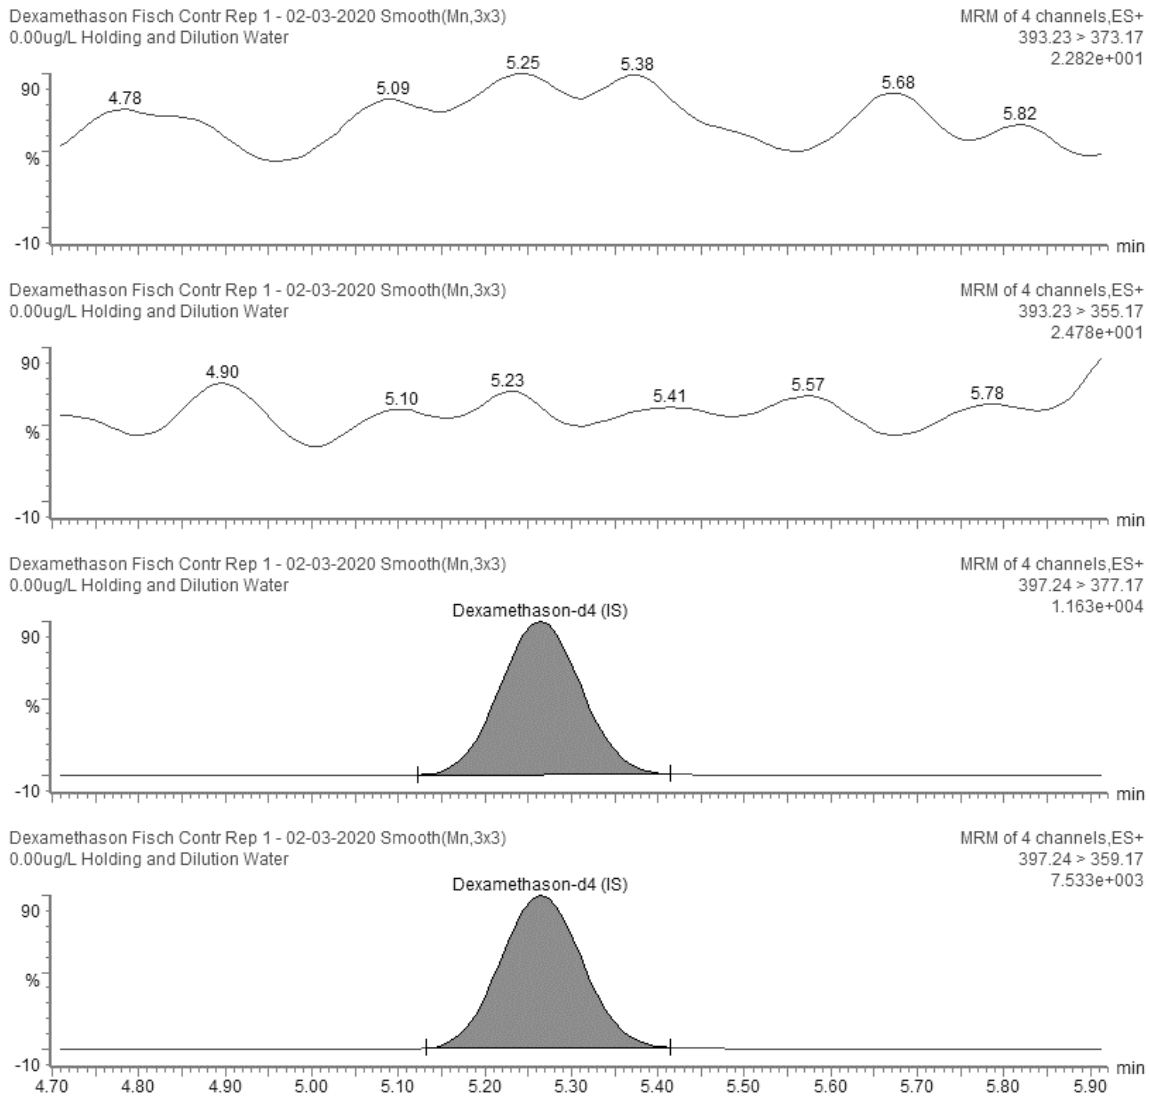 Dexamethason Fisch Contr Rep 1 - 02-03-2020 Smooth(Mn,3x3)
MRM of 4 channels,ES+
0.00ug/L Holding and Dilution Water
393.23 > 373.17
2.282e+001
90
%
-10
4.78
5.09
5.25
5.38
5.68
5.82
min
Dexamethason Fisch Contr Rep 1 - 02-03-2020 Smooth(Mn,3x3)
MRM of 4 channels,ES+
0.00ug/L Holding and Dilution Water
393.23 > 355.17
2.478e+001
90
%
-10
4.90
5.10
5.23
5.41
5.57
5.78
min
Dexamethason Fisch Contr Rep 1 - 02-03-2020 Smooth(Mn,3x3)
MRM of 4 channels,ES+
0.00ug/L Holding and Dilution Water
397.24 > 377.17
1.163e+004
Dexamethason-d4 (IS)
90
%
-10
min
Dexamethason Fisch Contr Rep 1 - 02-03-2020 Smooth(Mn,3x3)
MRM of 4 channels,ES+
0.00ug/L Holding and Dilution Water
397.24 > 359.17
7.533e+003
Dexamethason-d4 (IS)
90
%
-10
min
4.70 4.80 4.90 5.00 5.10 5.20 5.30 5.40 5.50 5.60 5.70 5.80 5.90